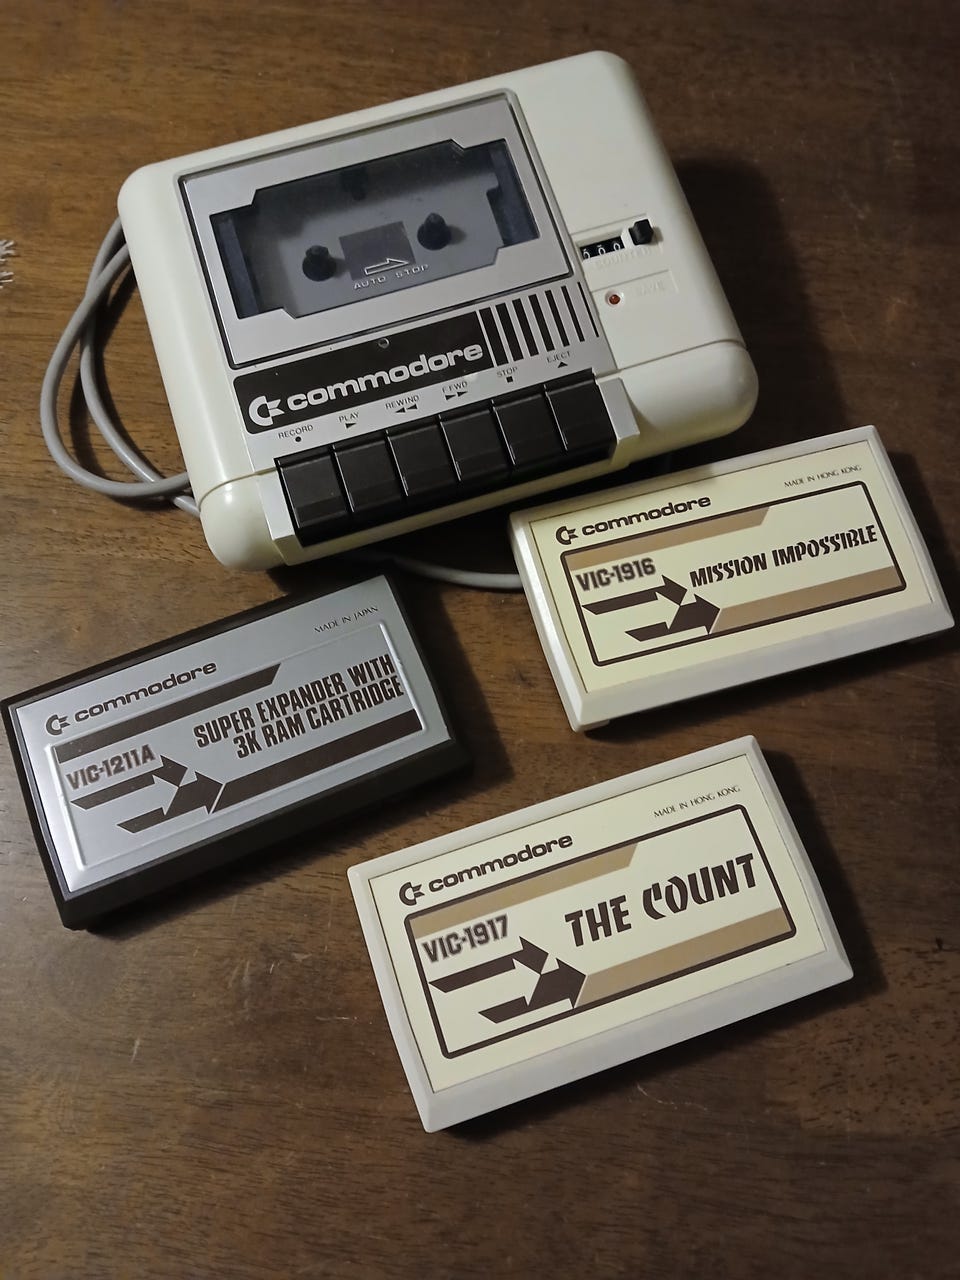 AUTO STOP
COUNTER
SAVE
commodore
RECORD
PLAY
REWIND
F.FWD
STOP
EJECT
MADE IN HONG KONG
commodore
VIC-1916
MISSION IMPOSSIBLE
MADE IN JAPAN
commodore
VIC-1211A
SUPER EXPANDER WITH
3K RAM CARTRIDGE
MADE IN HONG KONG
commodore
VIC-1917
THE COUNT